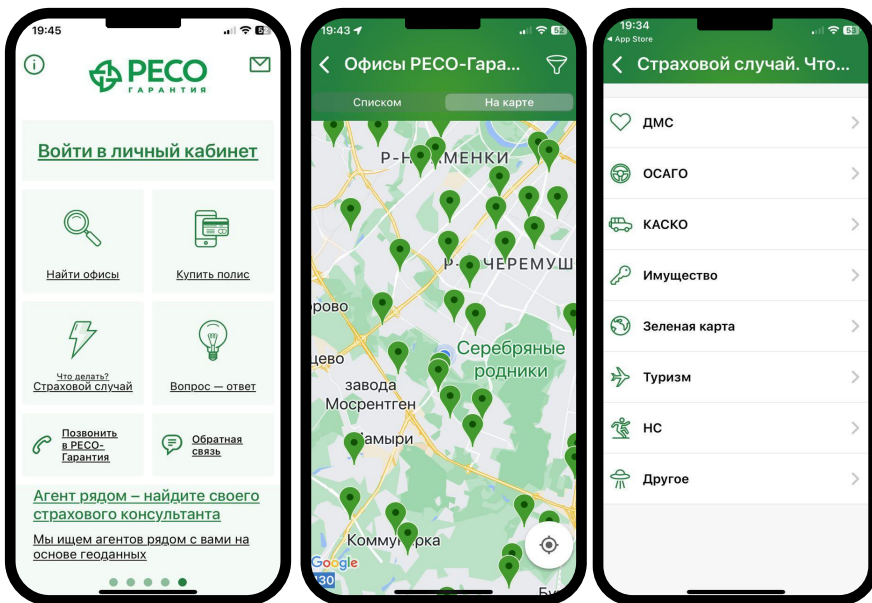 19:45
РЕСО
ГАРАНТИЯ
Войти в личный кабинет
Найти офисы
Купить полис
Что делать?
Страховой случай
Вопрос — ответ
Позвонить
в РЕСО-
Гарантия
Обратная
связь
Агент рядом – найдите своего
страхового консультанта
Мы ищем агентов рядом с вами на
основе геоданных
19:43
52
Офисы РЕСО-Гара...
Списком
На карте
МЕНКИ
ЧЕРЕМУШ
Серебряные
родники
завода
Мосрентген
Google
19:34
App Store
53
Страховой случай. Что...
ДМС
ОСАГО
КАСКО
Имущество
Зеленая карта
Туризм
НС
Другое